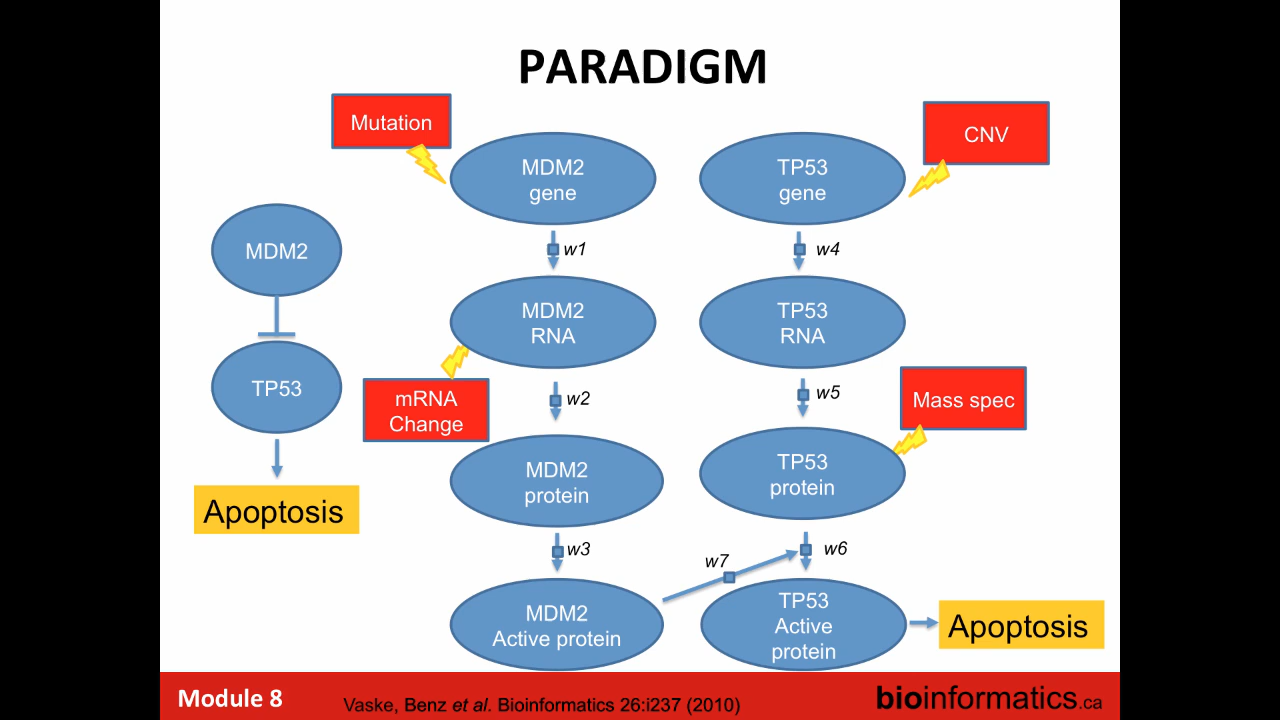 PARADIGM
Mutation
CNV
MDM2
gene
TP53
gene
w1
w4
MDM2
TP53
Apoptosis
MDM2
RNA
TP53
RNA
mRNA
Change
w2
w5
Mass spec
MDM2
protein
TP53
protein
w3
w7
w6
MDM2
Active protein
TP53
Active
protein
Apoptosis
Module 8
Vaske, Benz et al. Bioinformatics 26:i237 (2010)
bioinformatics.ca